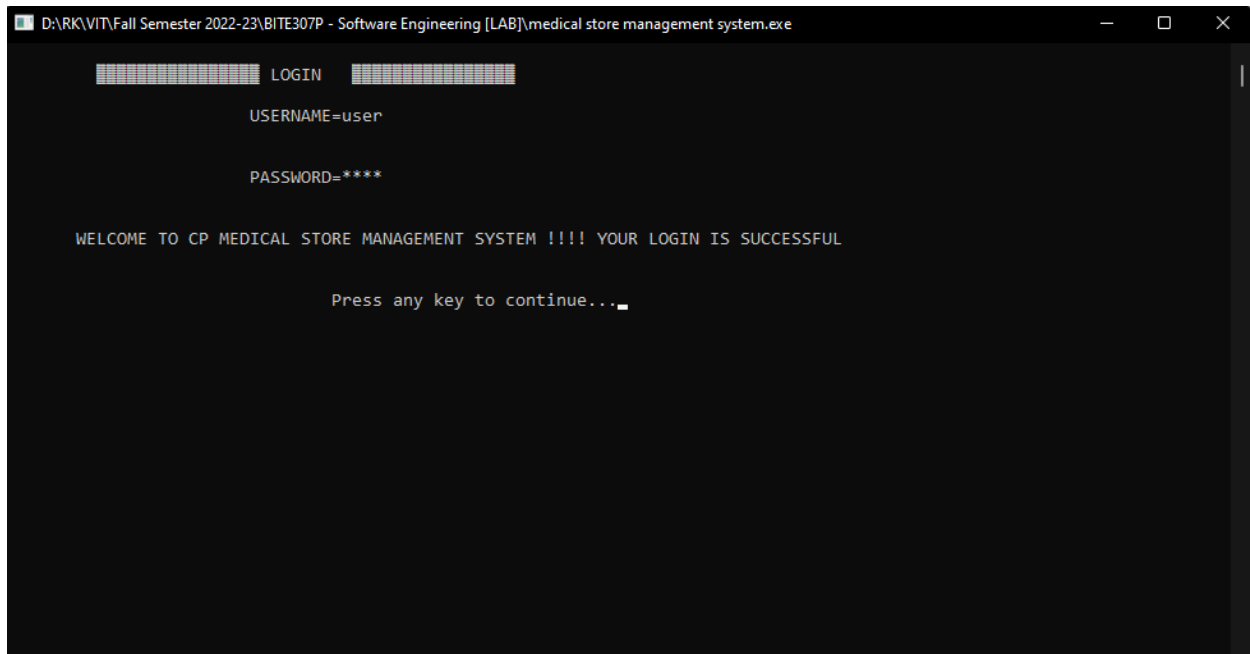 D:\RK\VIT\Fall Semester 2022-23\BITE307P - Software Engineering [LAB]\medical store management system.exe
LOGIN
USERNAME=user
PASSWORD=****
WELCOME TO CP MEDICAL STORE MANAGEMENT SYSTEM !!!! YOUR LOGIN IS SUCCESSFUL
Press any key to continue...